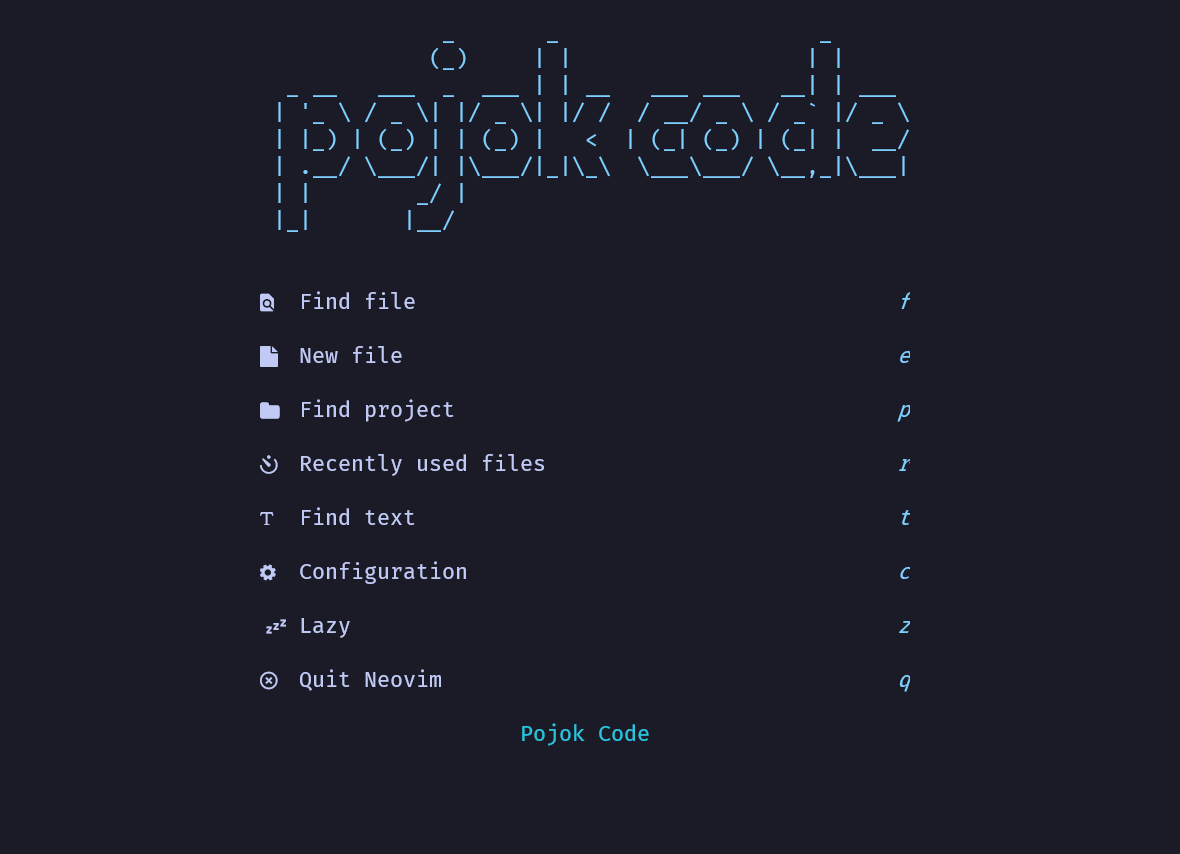 pojok code
Find file f
New file e
Find project p
Recently used files r
Find text t
Configuration c
zzz Lazy z
Quit Neovim q
Pojok Code